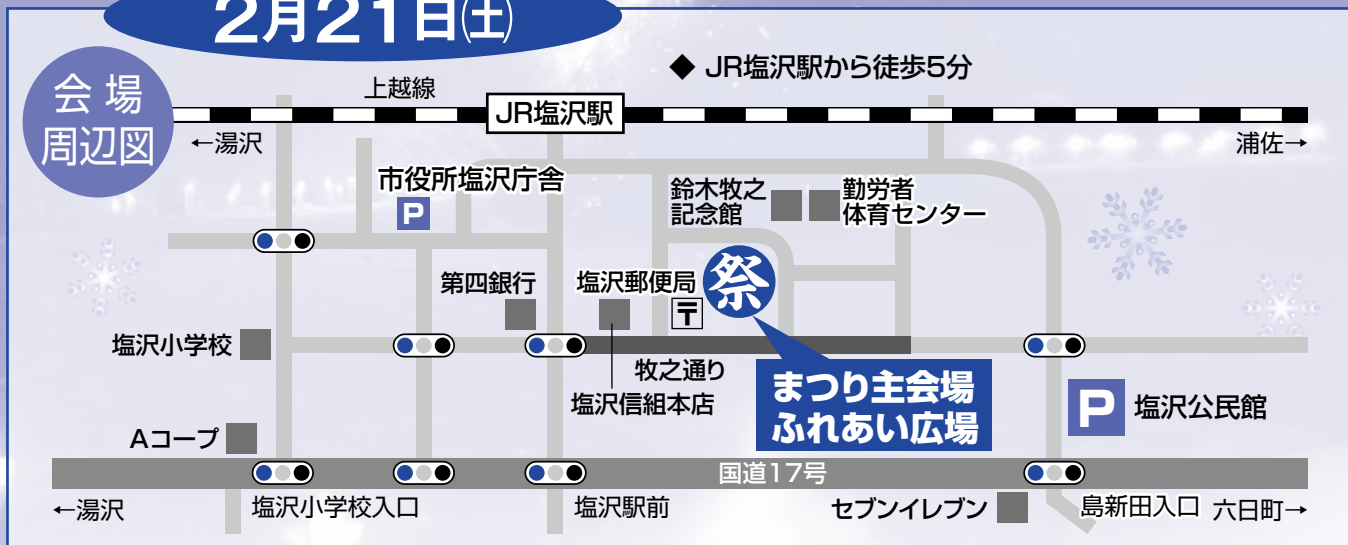 2月21日(土)
会場
周辺図
◆ JR塩沢駅から徒歩5分
上越線
JR塩沢駅
←湯沢
浦佐→
市役所塩沢庁舎
P
鈴木牧之
記念館
勤労者
体育センター
第四銀行
塩沢郵便局
〒
祭
塩沢小学校
牧之通り
塩沢信組本店
まつり主会場
ふれあい広場
P
塩沢公民館
Aコープ
国道17号
←湯沢
塩沢小学校入口
塩沢駅前
セブンイレブン
島新田入口
六日町→